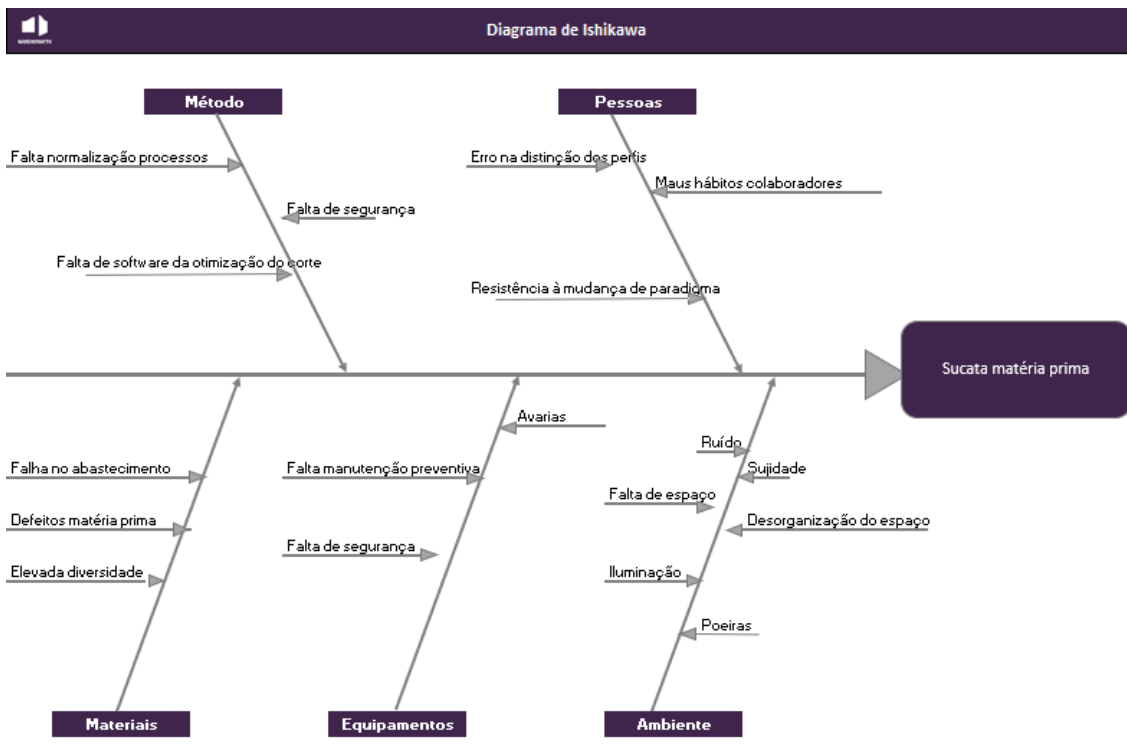 Diagrama de Ishikawa
Método
Pessoas
Falta normalização processos
Erro na distinção dos perfis
Maus hábitos colaboradores
Falta de segurança
Falta de software da otimização do corte
Resistência à mudança de paradigma
Sucata matéria prima
Avarias
Ruído
Falha no abastecimento
Falta manutenção preventiva
Sujidade
Falta de espaço
Defeitos matéria prima
Desorganização do espaço
Falta de segurança
Elevada diversidade
Iluminação
Poeiras
Materiais
Equipamentos
Ambiente